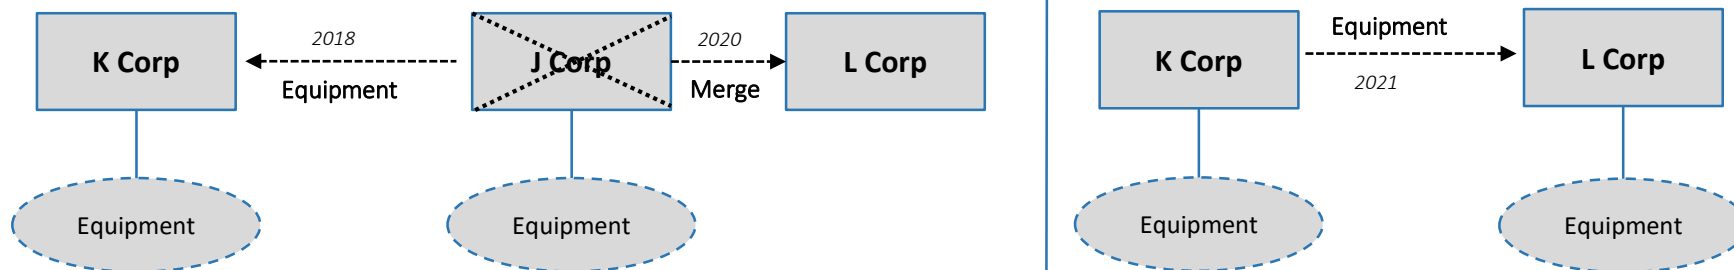 K Corp
2018
Equipment
J Corp
2020
Merge
L Corp
Equipment
Equipment
K Corp
Equipment
2021
L Corp
Equipment
Equipment